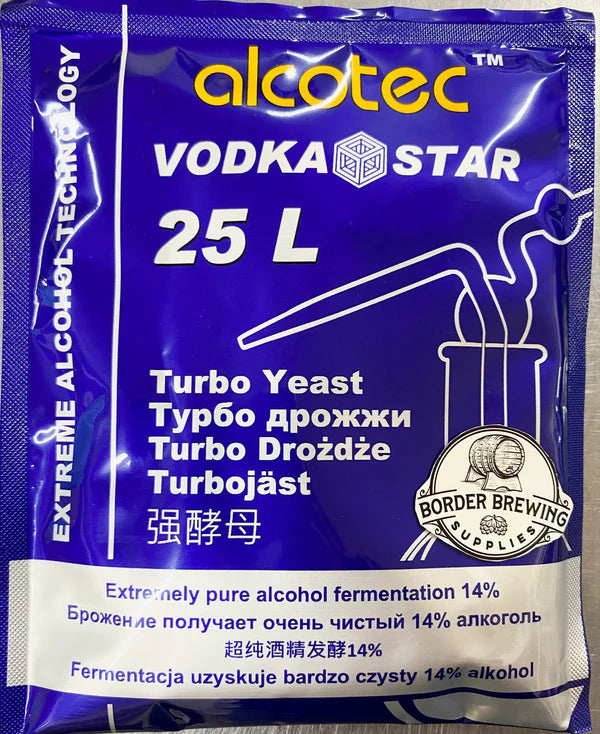 alcotec™
VODKA STAR
25 L
EXTREME ALCOHOL TECHNOLOGY
Turbo Yeast
Турбо дрожжи
Turbo Drożdże
Turbojäst
强酵母
BORDER BREWING
SUPPLIES
Extremely pure alcohol fermentation 14%
Брожение получает очень чистый 14% алкоголь
超纯酒精发酵14%
Fermentacja uzyskuje bardzo czysty 14% alkohol